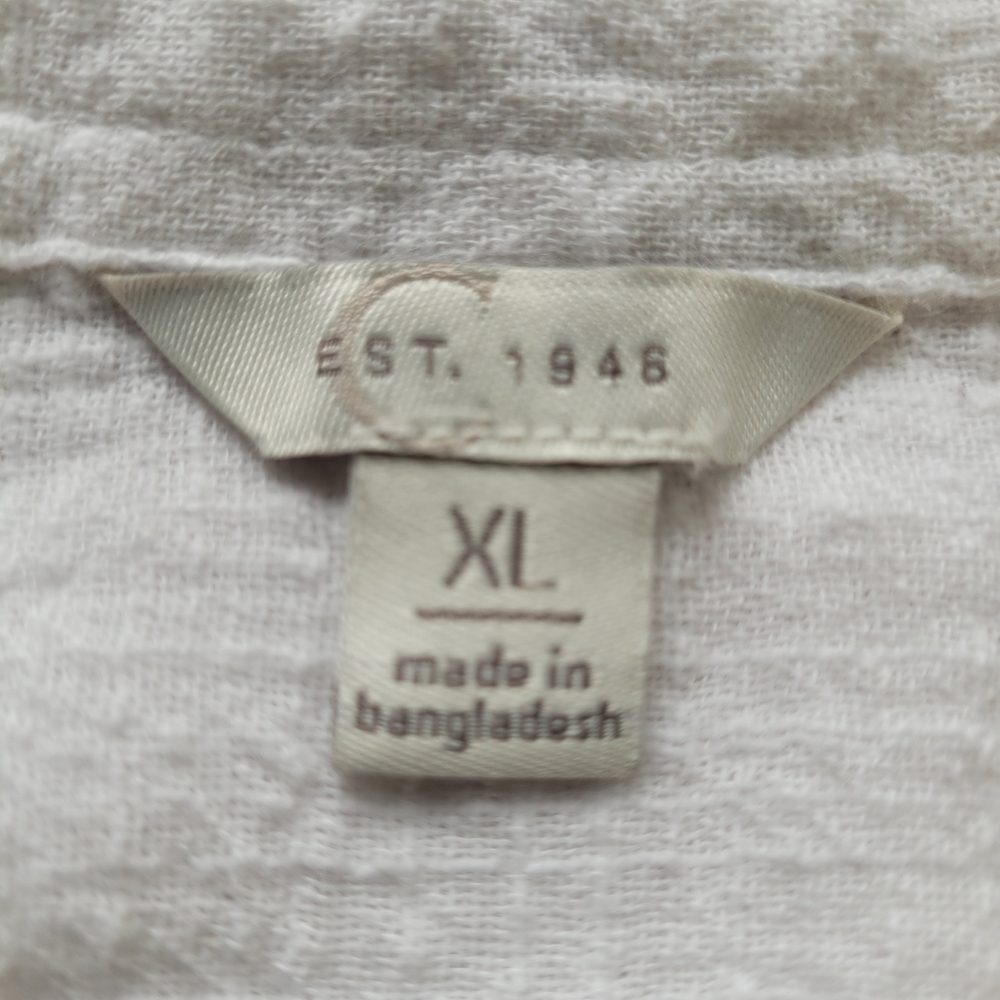 C
EST. 1946
XL
made in
bangladesh